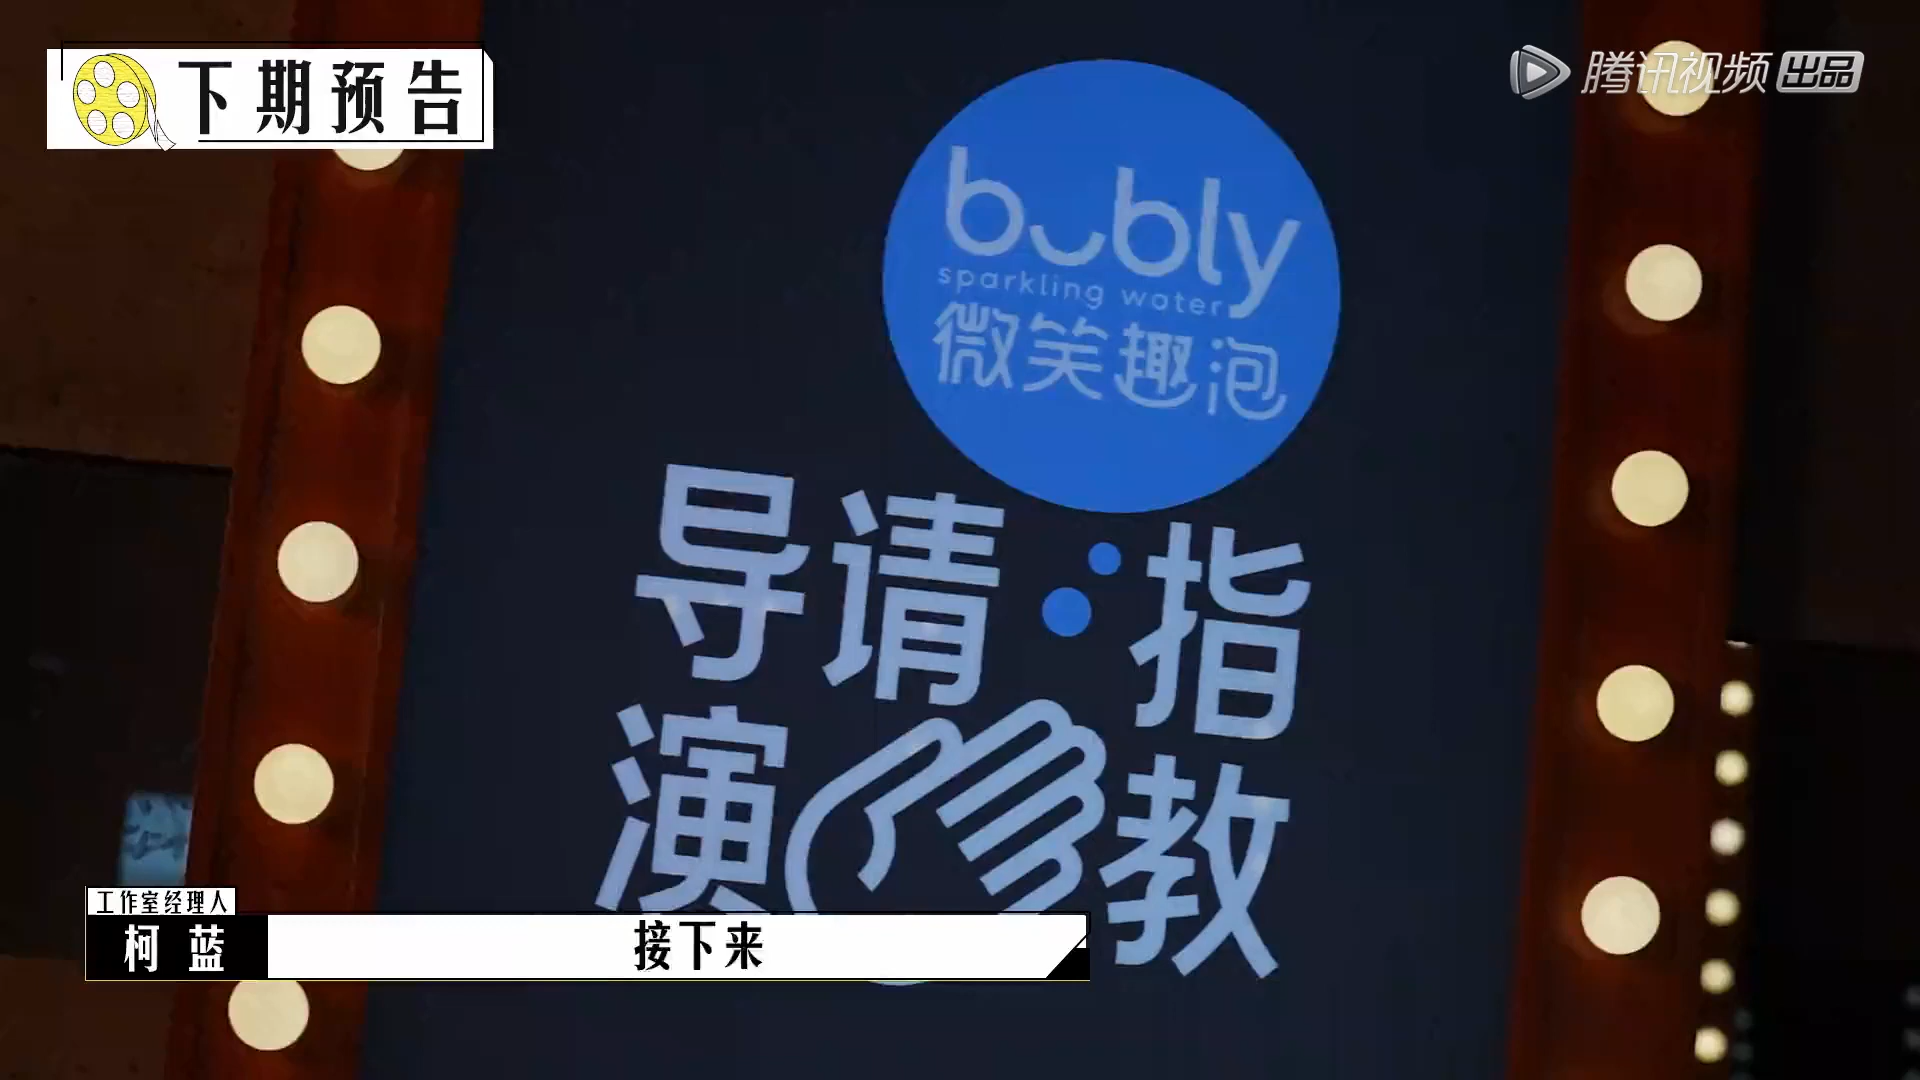 下期预告
腾讯视频 出品
bubly
sparkling water
微笑趣泡
导演请指教
工作室经理人
柯蓝
接下来